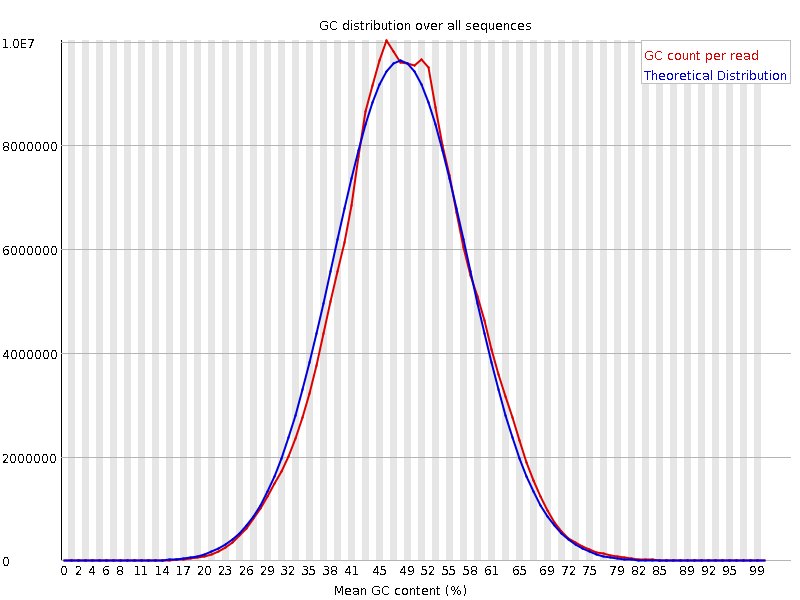 GC distribution over all sequences
1.0E7
GC count per read
Theoretical Distribution
8000000
6000000
4000000
2000000
0
0 2 4 6 8 11 14 17 20 23 26 29 32 35 38 41 45 49 52 55 58 61 65 69 72 75 79 82 85 89 92 95 99
Mean GC content (%)